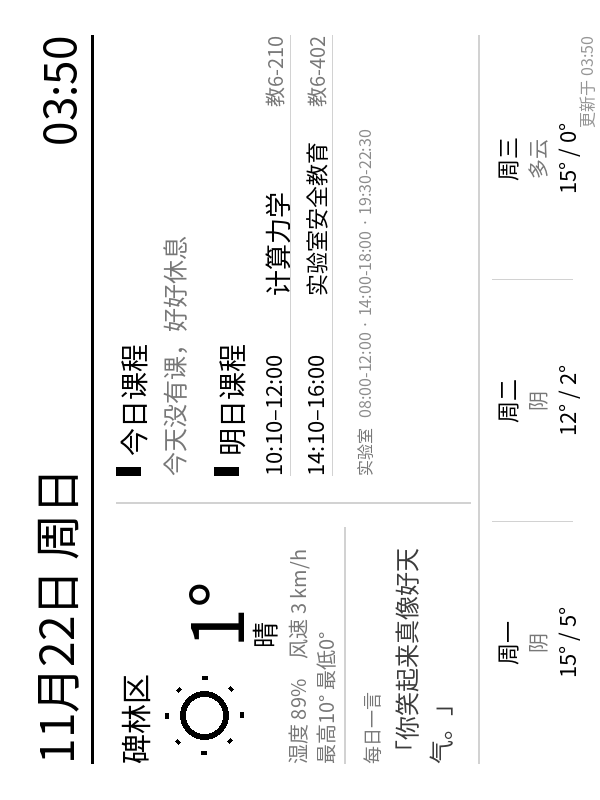 11月22日 周日
03:50
碑林区
1°
晴
湿度 89% 风速 3 km/h
最高10° 最低0°
每日一言
「你笑起来真像好天
气。」
今日课程
今天没有课，好好休息
明日课程
10:10–12:00 计算力学 教6-210
14:10–16:00 实验室安全教育 教6-402
实验室 08:00-12:00 · 14:00-18:00 · 19:30-22:30
周一
阴
15° / 5°
周二
阴
12° / 2°
周三
多云
15° / 0°
更新于 03:50